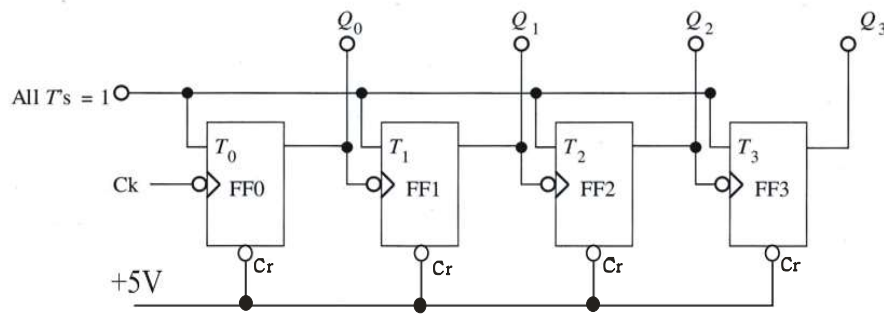 Q0 Q1 Q2 Q3
All T's = 1
T0 T1 T2 T3
Ck FF0 FF1 FF2 FF3
Cr Cr Cr Cr
+5V